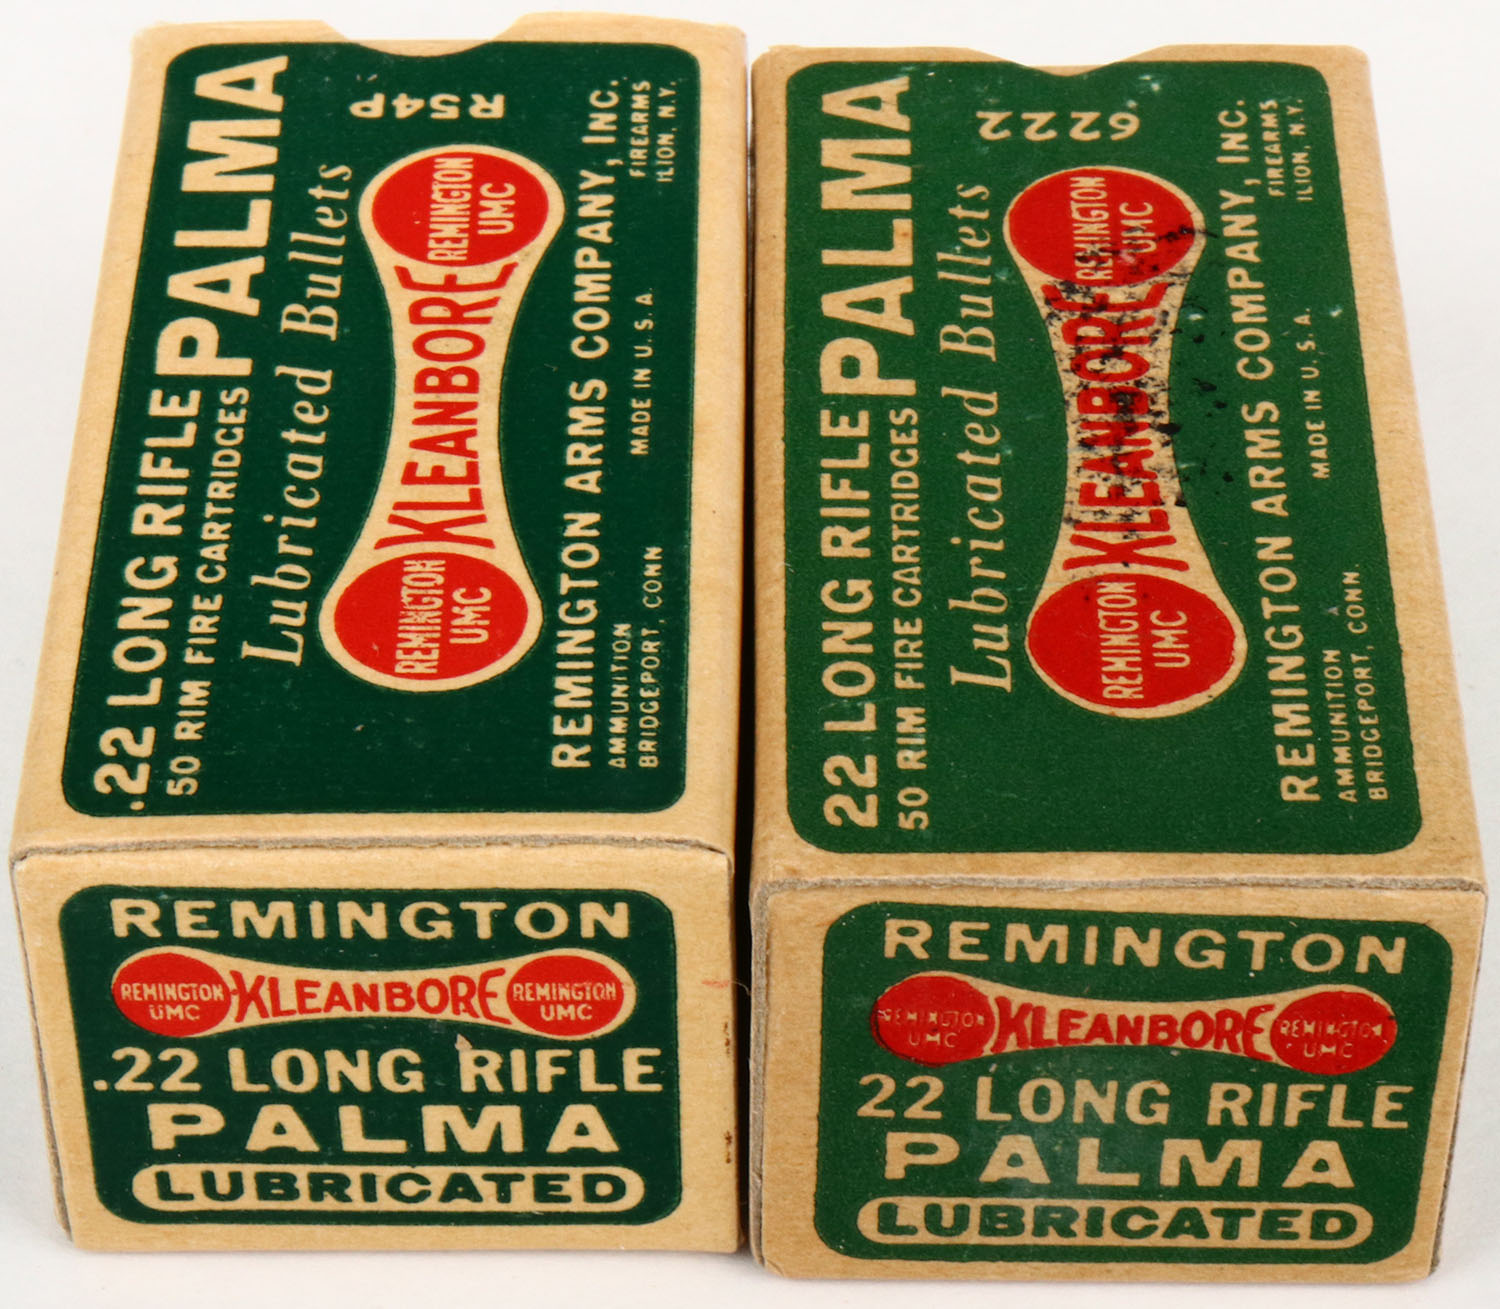 .22 LONG RIFLE PALMA
50 RIM FIRE CARTRIDGES
Lubricated Bullets
R54P
REMINGTON UMC KLEANBORE REMINGTON UMC
REMINGTON ARMS COMPANY, INC.
AMMUNITION FIREARMS
BRIDGEPORT, CONN MADE IN U.S.A. ILION, N.Y.
REMINGTON
REMINGTON UMC KLEANBORE REMINGTON UMC
.22 LONG RIFLE
PALMA
LUBRICATED
22 LONG RIFLE PALMA
50 RIM FIRE CARTRIDGES
Lubricated Bullets
6222
REMINGTON UMC KLEANBORE REMINGTON UMC
REMINGTON ARMS COMPANY, INC.
AMMUNITION FIREARMS
BRIDGEPORT, CONN. MADE IN U.S.A. ILION, N.Y.
REMINGTON
REMINGTON UMC KLEANBORE REMINGTON UMC
22 LONG RIFLE
PALMA
LUBRICATED